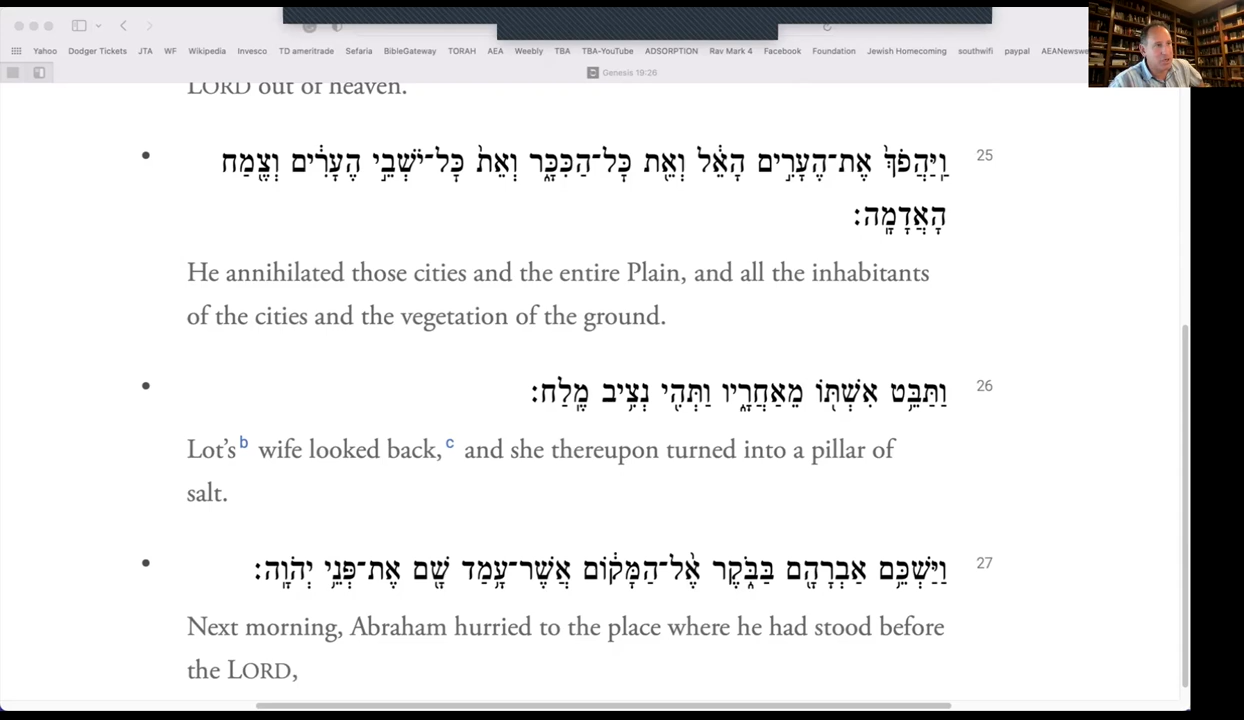 Yahoo Dodger Tickets JTA WF Wikipedia Invesco TD ameritrade Sefaria BibleGateway TORAH AEA Weebly TBA TBA-YouTube ADSORPTION Rav Mark 4 Facebook Foundation Jewish Homecoming southwifi paypal AEANewswe
Genesis 19:26
LORD out of heaven.
25
וַֽיַּהֲפֹךְ֙ אֶת־הֶעָרִ֣ים הָאֵ֔ל וְאֵ֖ת כׇּל־הַכִּכָּ֑ר וְאֵת֙ כׇּל־יֹשְׁבֵ֣י הֶעָרִ֔ים וְצֶ֖מַח
הָאֲדָמָֽה׃
He annihilated those cities and the entire Plain, and all the inhabitants
of the cities and the vegetation of the ground.
26
וַתַּבֵּ֥ט אִשְׁתּ֖וֹ מֵאַחֲרָ֑יו וַתְּהִ֖י נְצִ֥יב מֶֽלַח׃
Lot’s b wife looked back, c and she thereupon turned into a pillar of
salt.
27
וַיַּשְׁכֵּ֥ם אַבְרָהָ֖ם בַּבֹּ֑קֶר אֶ֨ל־הַמָּק֔וֹם אֲשֶׁר־עָ֥מַד שָׁ֖ם אֶת־פְּנֵ֥י יְהֹוָֽה׃
Next morning, Abraham hurried to the place where he had stood before
the LORD,